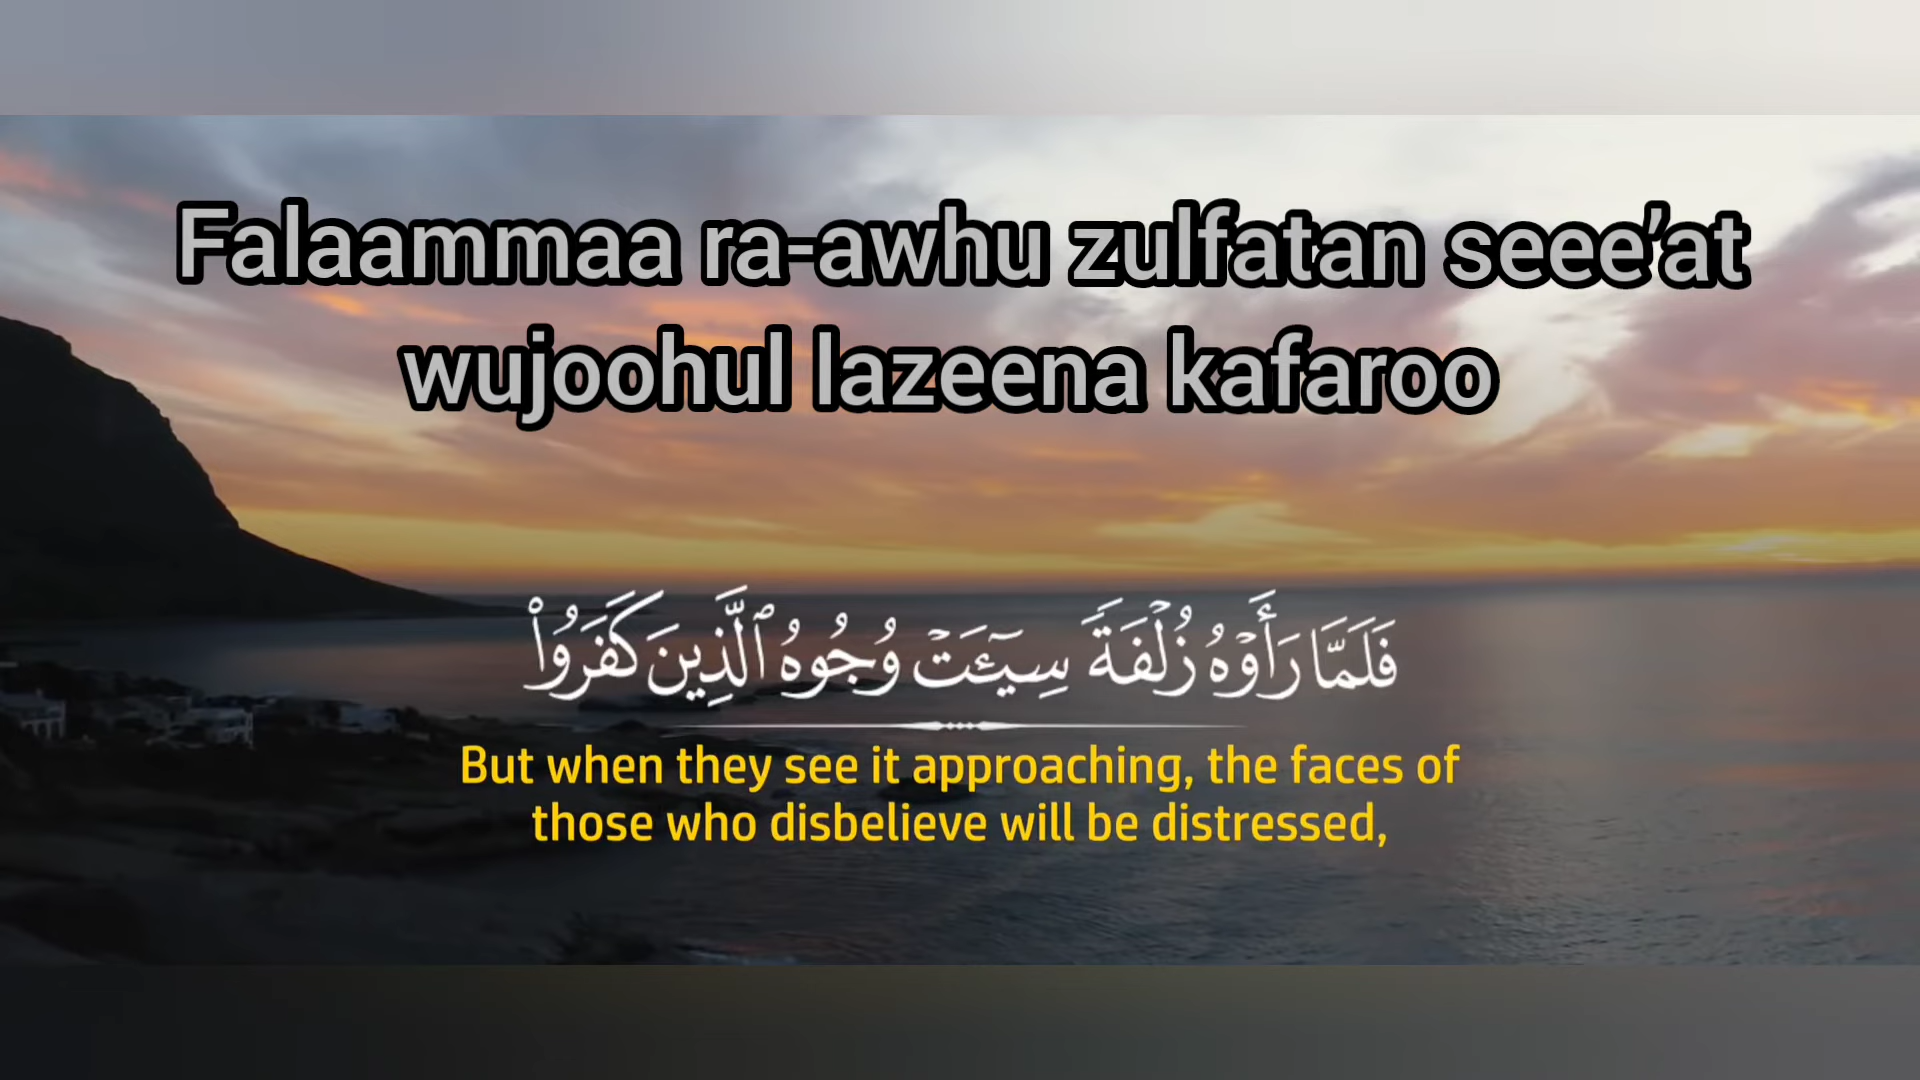 Falaammaa ra-awhu zulfatan seee’at
wujoohul lazeena kafaroo
فَلَمَّا رَأَوْهُ زُلْفَةً سِيٓـَٔتْ وُجُوهُ ٱلَّذِينَ كَفَرُوا۟
But when they see it approaching, the faces of
those who disbelieve will be distressed,